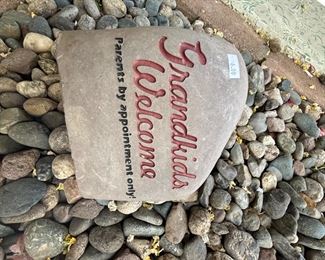 Grandkids
Welcome
Parents by appointment only!